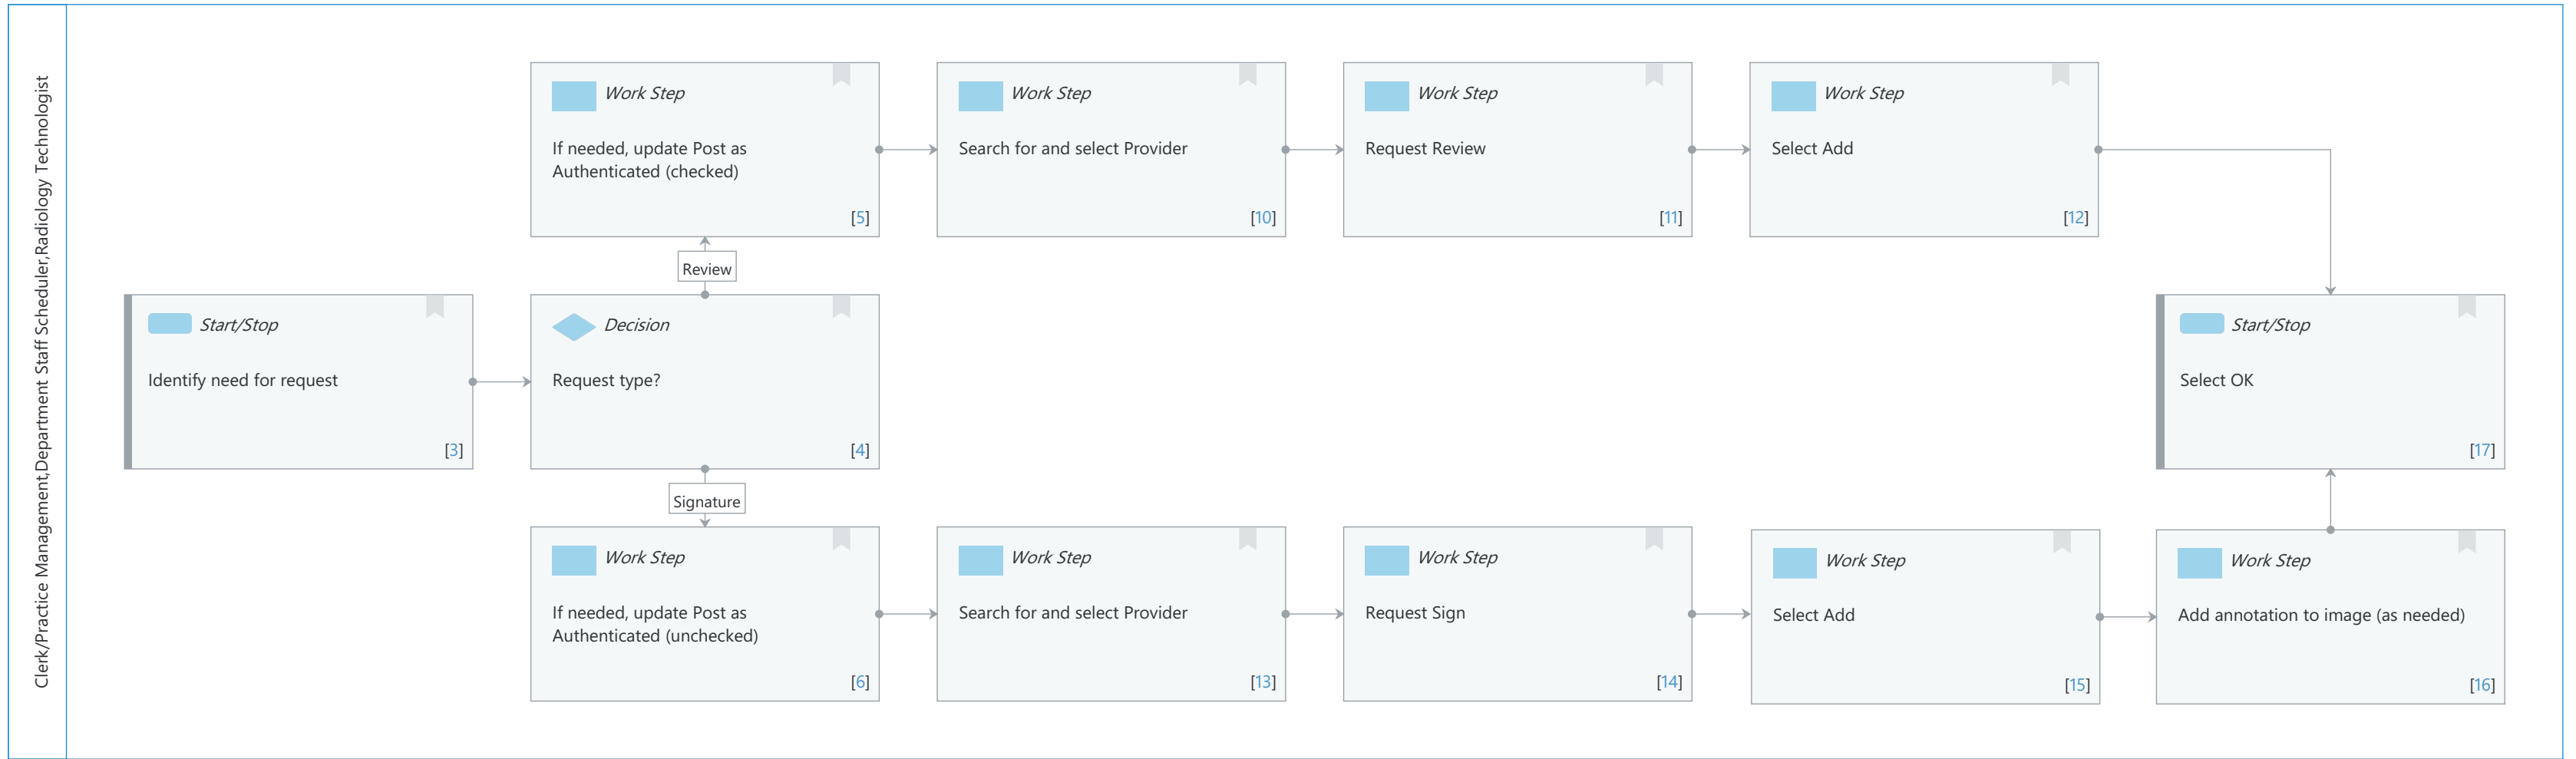 Clerk/Practice Management,Department Staff Scheduler,Radiology Technologist
Work Step
If needed, update Post as
Authenticated (checked)
[5]
Work Step
Search for and select Provider
[10]
Work Step
Request Review
[11]
Work Step
Select Add
[12]
Review
Start/Stop
Identify need for request
[3]
Decision
Request type?
[4]
Start/Stop
Select OK
[17]
Signature
Work Step
If needed, update Post as
Authenticated (unchecked)
[6]
Work Step
Search for and select Provider
[13]
Work Step
Request Sign
[14]
Work Step
Select Add
[15]
Work Step
Add annotation to image (as needed)
[16]